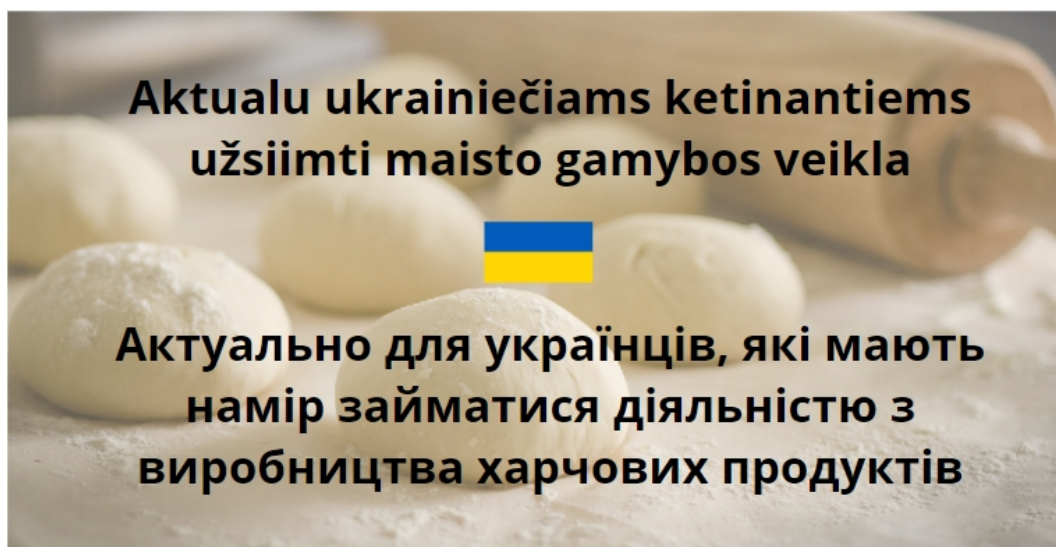 Aktualu ukrainiečiams ketinantiems
užsiimti maisto gamybos veikla
Актуально для українців, які мають
намір займатися діяльністю з
виробництва харчових продуктів